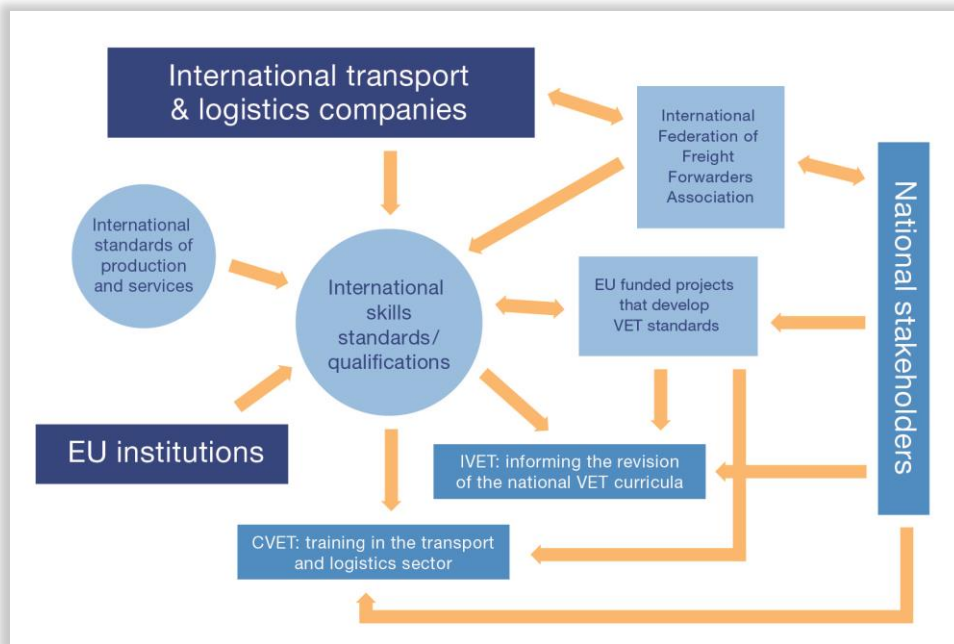 International transport
& logistics companies
International
Federation of
Freight
Forwarders
Association
National stakeholders
International
standards of
production
and services
International
skills
standards/
qualifications
EU funded projects
that develop
VET standards
EU institutions
IVET: informing the revision
of the national VET curricula
CVET: training in the transport
and logistics sector